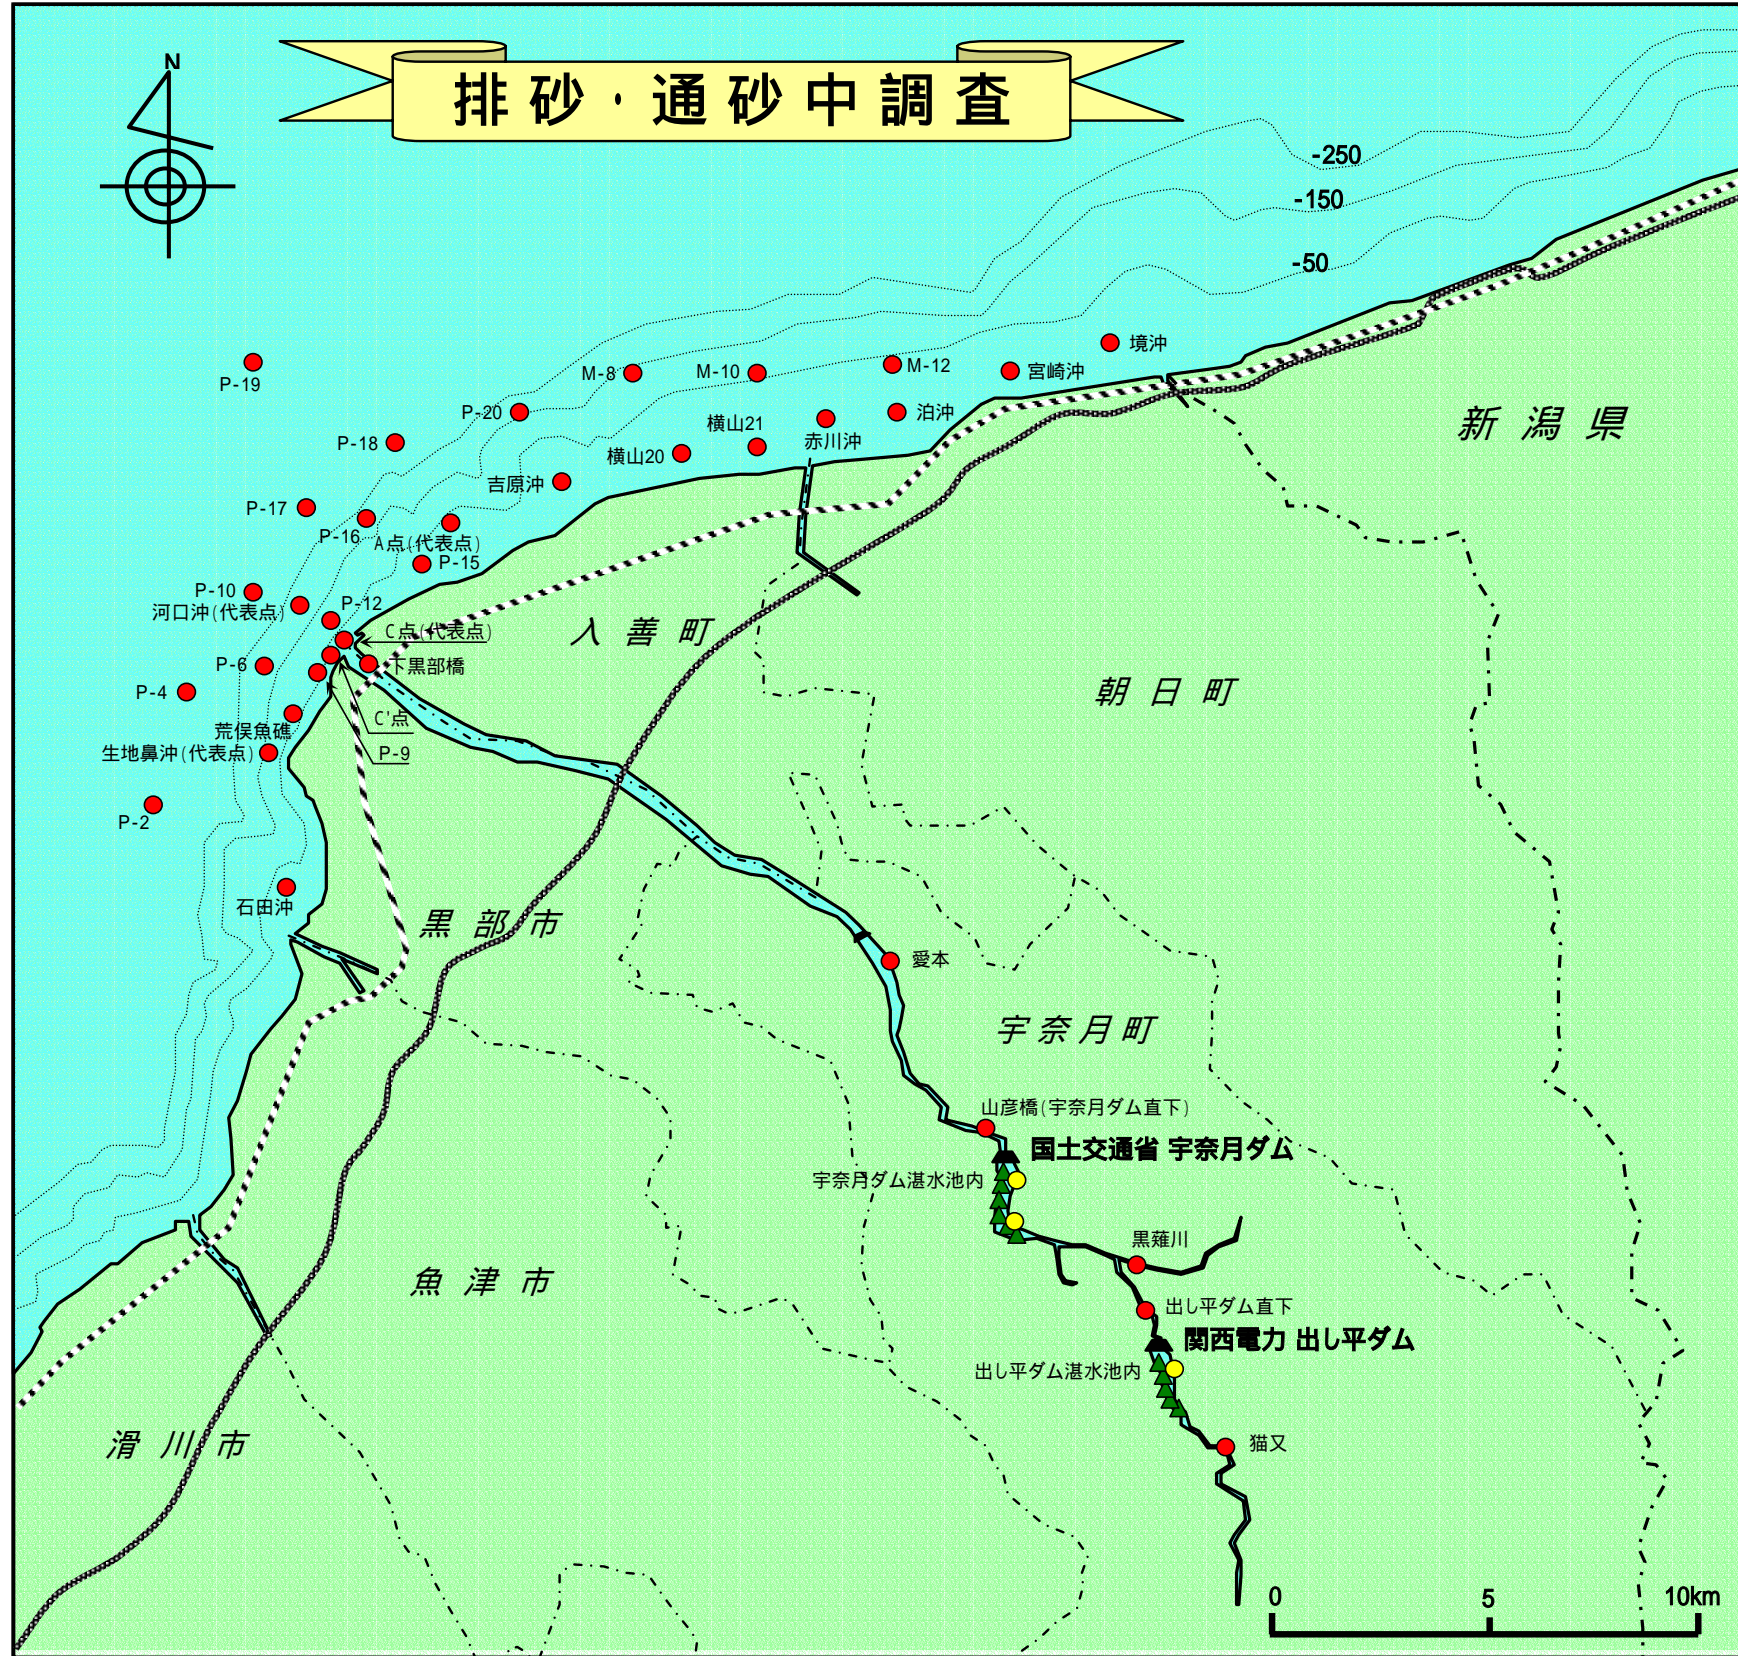 排砂・通砂中調査
N
-250
-150
-50
境沖
宮崎沖
M-12
M-10
M-8
P-19
P-20
泊沖
横山21
赤川沖
P-18
横山20
吉原沖
P-17
P-16
A点(代表点)
P-15
P-10
河口沖(代表点)
P-12
C点(代表点)
下黒部橋
P-6
P-4
C'点
荒俣魚礁
P-9
生地鼻沖(代表点)
P-2
石田沖
新潟県
入善町
朝日町
黒部市
愛本
宇奈月町
山彦橋(宇奈月ダム直下)
国土交通省 宇奈月ダム
宇奈月ダム湛水池内
黒薙川
魚津市
出し平ダム直下
関西電力 出し平ダム
出し平ダム湛水池内
滑川市
猫又
0 5 10km